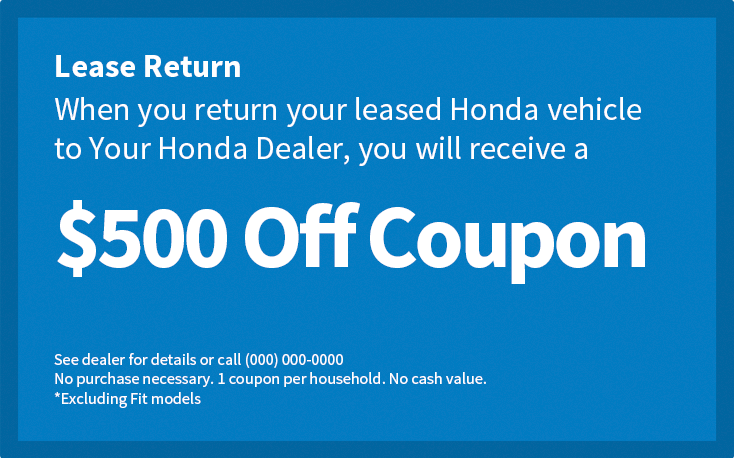 Lease Return
When you return your leased Honda vehicle
to Your Honda Dealer, you will receive a
$500 Off Coupon
See dealer for details or call (000) 000-0000
No purchase necessary. 1 coupon per household. No cash value.
*Excluding Fit models